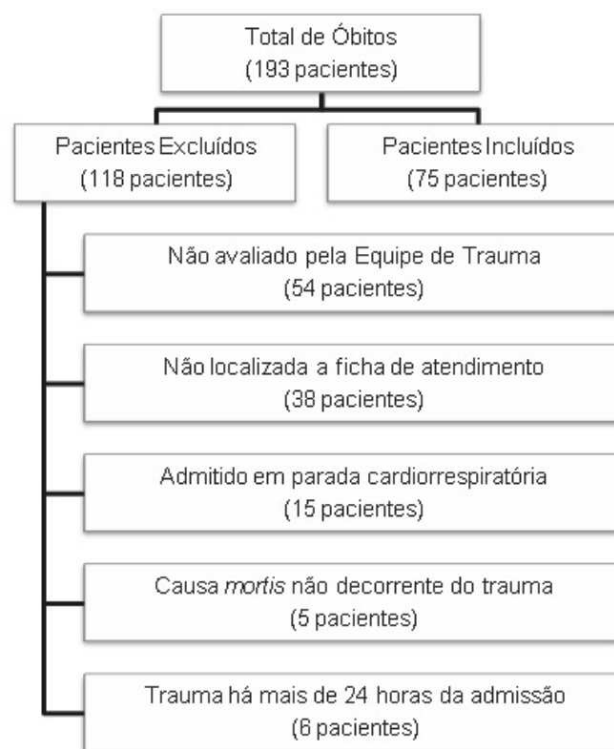 Total de Óbitos
(193 pacientes)
Pacientes Excluídos
(118 pacientes)
Pacientes Incluídos
(75 pacientes)
Não avaliado pela Equipe de Trauma
(54 pacientes)
Não localizada a ficha de atendimento
(38 pacientes)
Admitido em parada cardiorrespiratória
(15 pacientes)
Causa mortis não decorrente do trauma
(5 pacientes)
Trauma há mais de 24 horas da admissão
(6 pacientes)